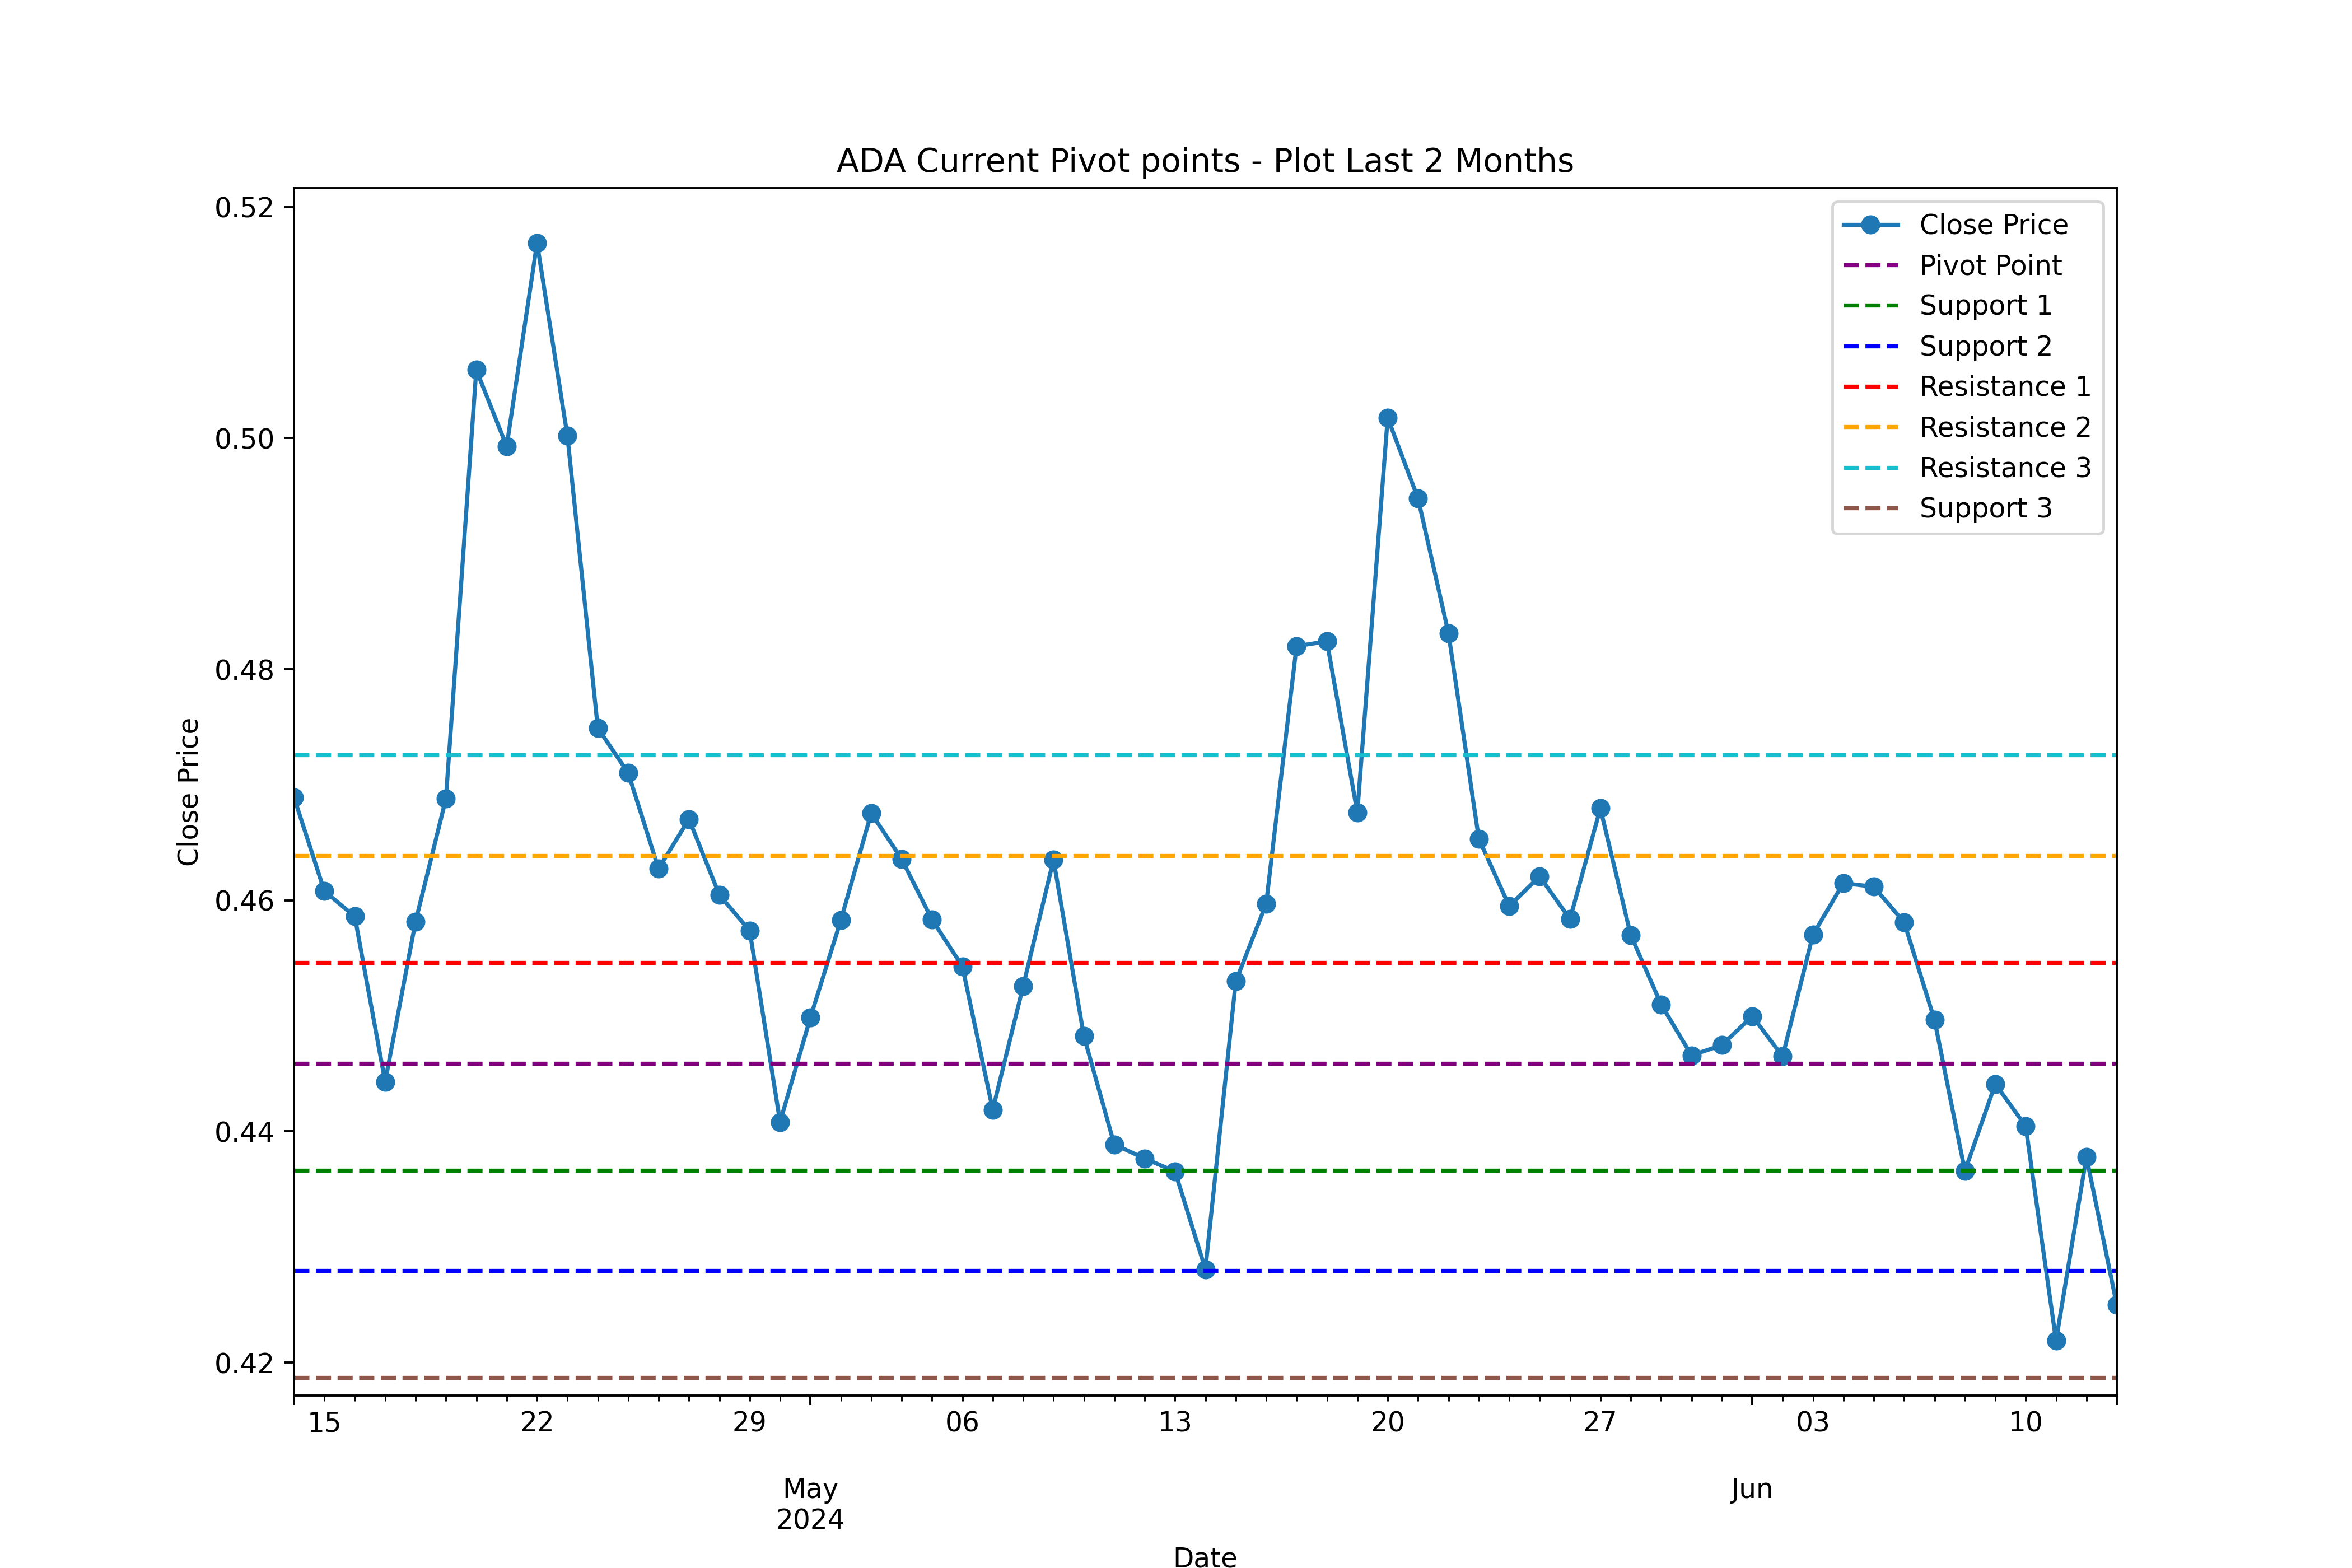 ADA Current Pivot points - Plot Last 2 Months
0.52
0.50
0.48
0.46
0.44
0.42
Close Price
Close Price
Pivot Point
Support 1
Support 2
Resistance 1
Resistance 2
Resistance 3
Support 3
15 22 29 06 13 20 27 03 10
May Jun
2024
Date